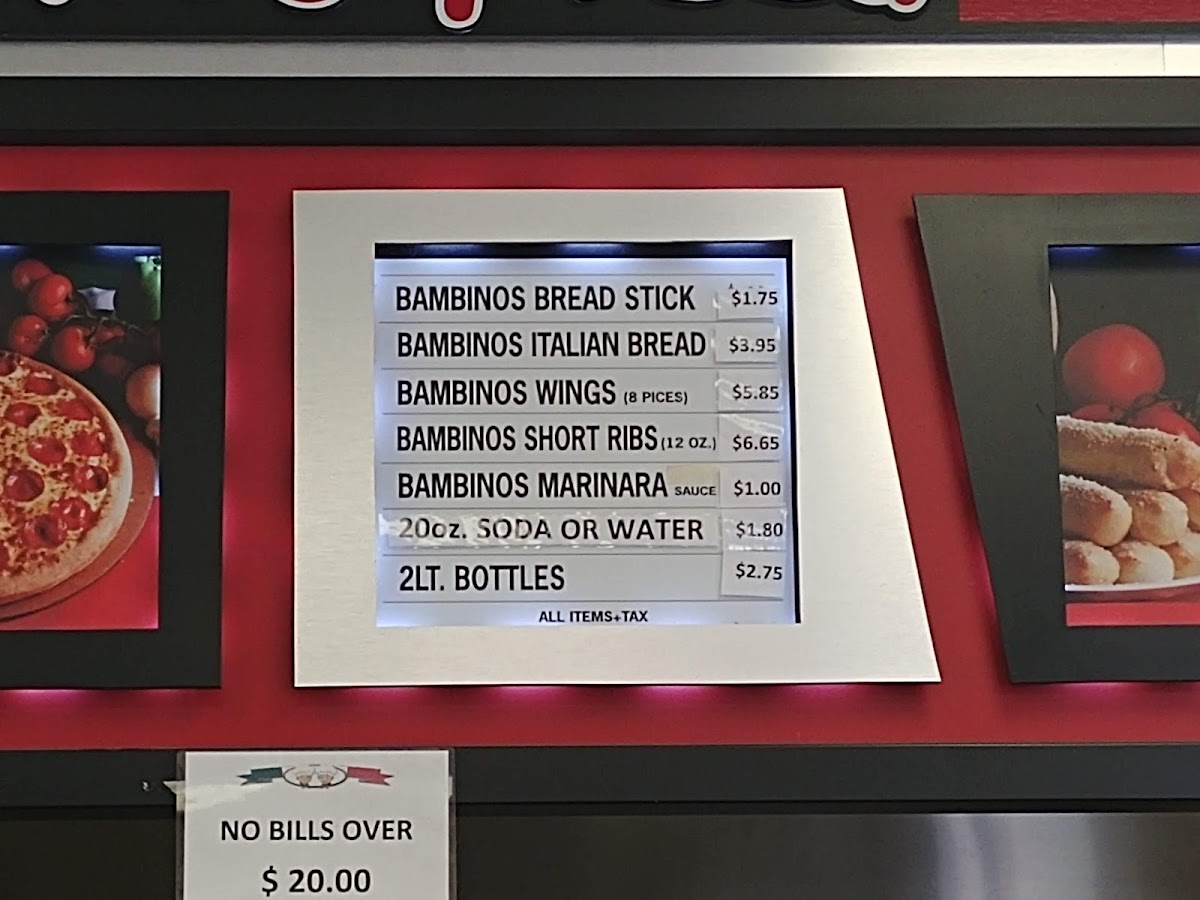 BAMBINOS BREAD STICK $1.75
BAMBINOS ITALIAN BREAD $3.95
BAMBINOS WINGS (8 PICES) $5.85
BAMBINOS SHORT RIBS (12 OZ.) $6.65
BAMBINOS MARINARA SAUCE $1.00
20oz. SODA OR WATER $1.80
2LT. BOTTLES $2.75
ALL ITEMS+TAX
NO BILLS OVER
$ 20.00